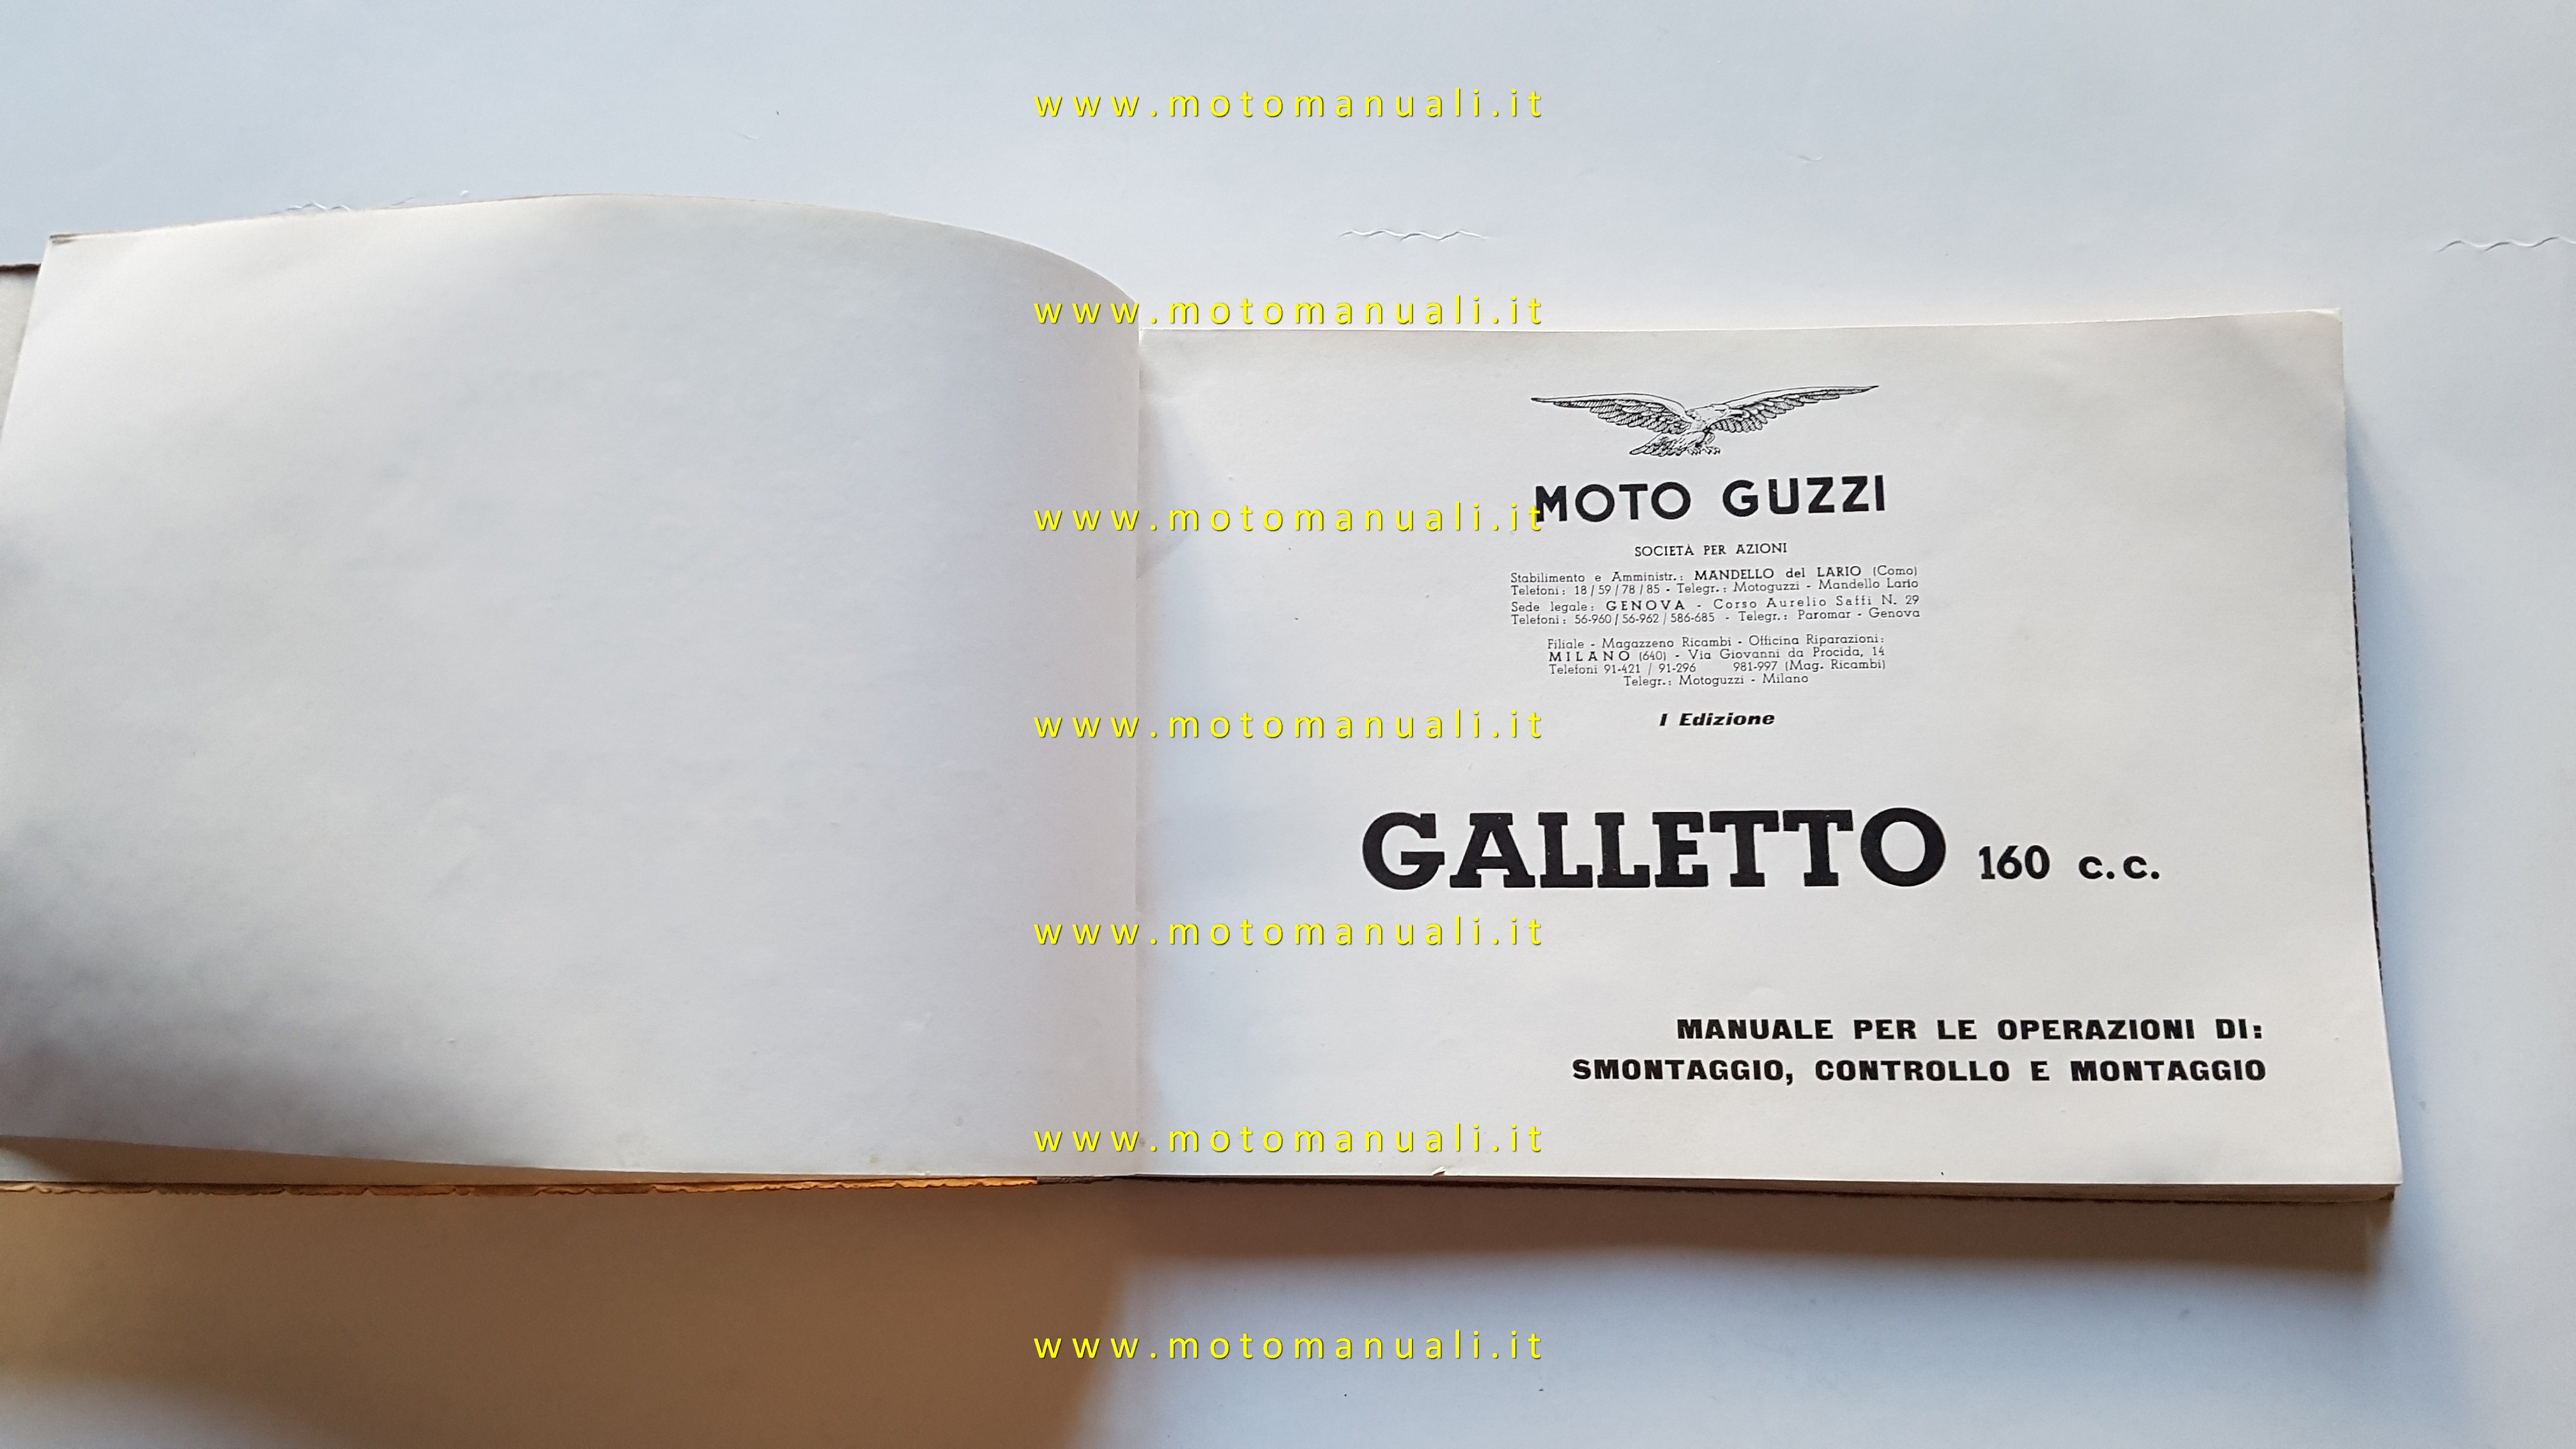 www.motomanuali.it
www.motomanuali.it
www.motomanuali.it
MOTO GUZZI
SOCIETÀ PER AZIONI
Stabilimento e Amministr.: MANDELLO del LARIO (Como)
Telefoni: 18/59/78/85 - Telegr.: Motoguzzi - Mandello Lario
Sede legale: GENOVA - Corso Aurelio Saffi N. 29
Telefoni: 56-960/56-962/586-685 - Telegr.: Paromar - Genova
Filiale - Magazzeno Ricambi - Officina Riparazioni:
MILANO (640) - Via Giovanni da Procida, 14
Telefoni 91-421 / 91-296 981-997 (Mag. Ricambi)
Telegr.: Motoguzzi - Milano
I Edizione
www.motomanuali.it
GALLETTO 160 c.c.
www.motomanuali.it
MANUALE PER LE OPERAZIONI DI:
SMONTAGGIO, CONTROLLO E MONTAGGIO
www.motomanuali.it
www.motomanuali.it